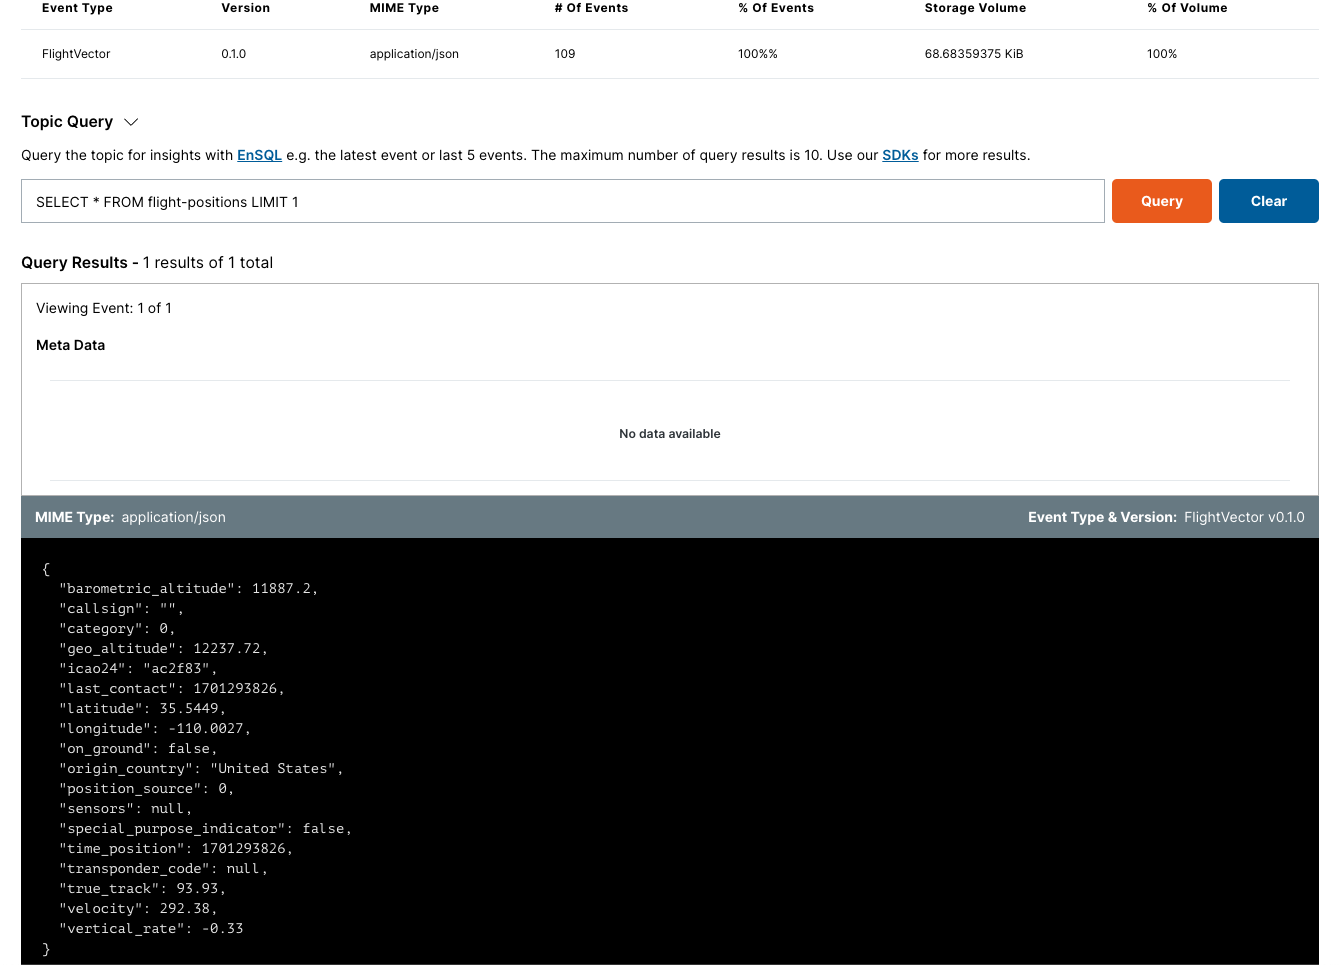 Event Type Version MIME Type # Of Events % Of Events Storage Volume % Of Volume
FlightVector 0.1.0 application/json 109 100%% 68.68359375 KiB 100%
Topic Query
Query the topic for insights with EnSQL e.g. the latest event or last 5 events. The maximum number of query results is 10. Use our SDKs for more results.
SELECT * FROM flight-positions LIMIT 1 Query Clear
Query Results - 1 results of 1 total
Viewing Event: 1 of 1
Meta Data
No data available
MIME Type: application/json Event Type & Version: FlightVector v0.1.0
{
"barometric_altitude": 11887.2,
"callsign": "",
"category": 0,
"geo_altitude": 12237.72,
"icao24": "ac2f83",
"last_contact": 1701293826,
"latitude": 35.5449,
"longitude": -110.0027,
"on_ground": false,
"origin_country": "United States",
"position_source": 0,
"sensors": null,
"special_purpose_indicator": false,
"time_position": 1701293826,
"transponder_code": null,
"true_track": 93.93,
"velocity": 292.38,
"vertical_rate": -0.33
}